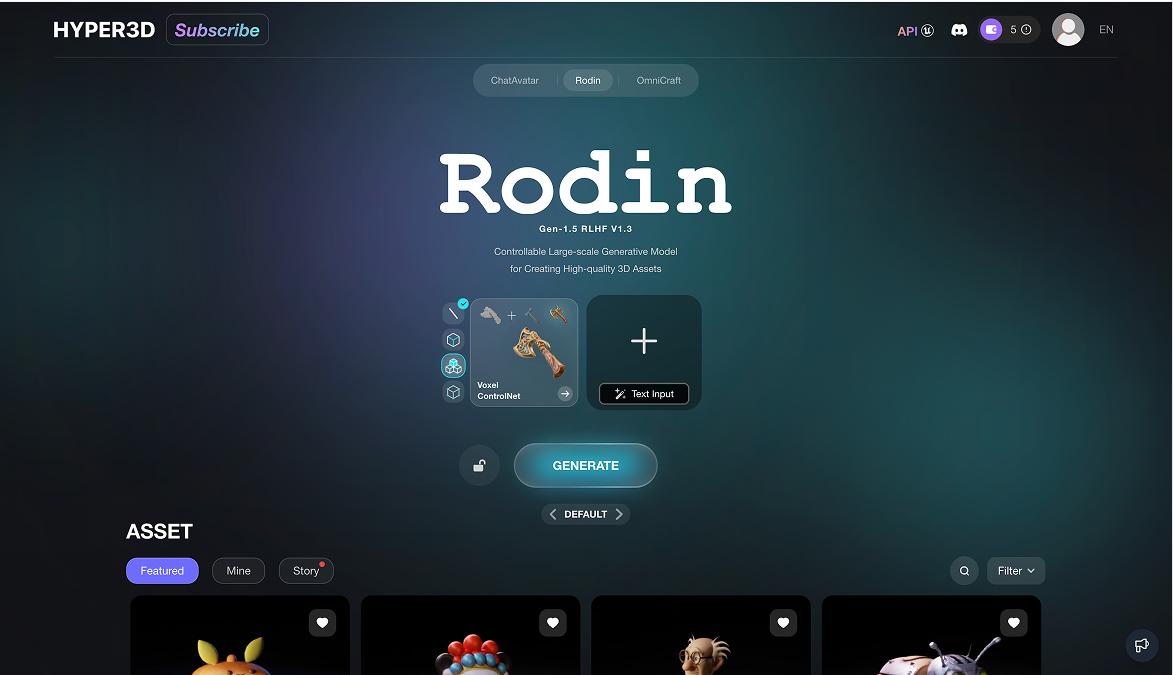 HYPER3D
Subscribe
API
5
EN
ChatAvatar
Rodin
OmniCraft
Rodin
Gen-1.5 RLHF V1.3
Controllable Large-scale Generative Model
for Creating High-quality 3D Assets
Voxel
ControlNet
Text Input
GENERATE
DEFAULT
ASSET
Featured
Mine
Story
Filter